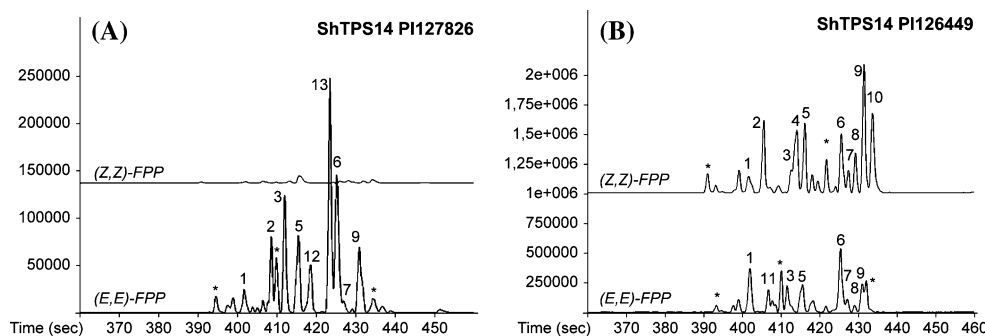 (A)
ShTPS14 PI127826
250000
200000
150000
100000
50000
(Z,Z)-FPP
(E,E)-FPP
* 1 2 * 3 5 12 13 6 7 9 *
Time (sec) 370 380 390 400 410 420 430 440 450
(B)
ShTPS14 PI126449
2e+006
1,75e+006
1,5e+006
1,25e+006
1e+006
750000
500000
250000
(Z,Z)-FPP
* 1 2 3 4 5 * 6 7 8 9 10
(E,E)-FPP
* 1 11 * 3 5 6 7 8 9 *
Time (sec) 370 380 390 400 410 420 430 440 450 460